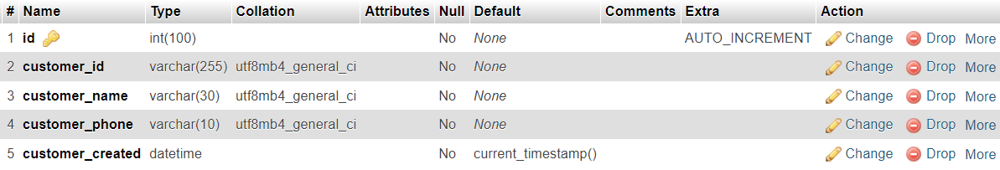 # Name Type Collation Attributes Null Default Comments Extra Action
1 id int(100) No None AUTO_INCREMENT Change Drop More
2 customer_id varchar(255) utf8mb4_general_ci No None Change Drop More
3 customer_name varchar(30) utf8mb4_general_ci No None Change Drop More
4 customer_phone varchar(10) utf8mb4_general_ci No None Change Drop More
5 customer_created datetime No current_timestamp() Change Drop More